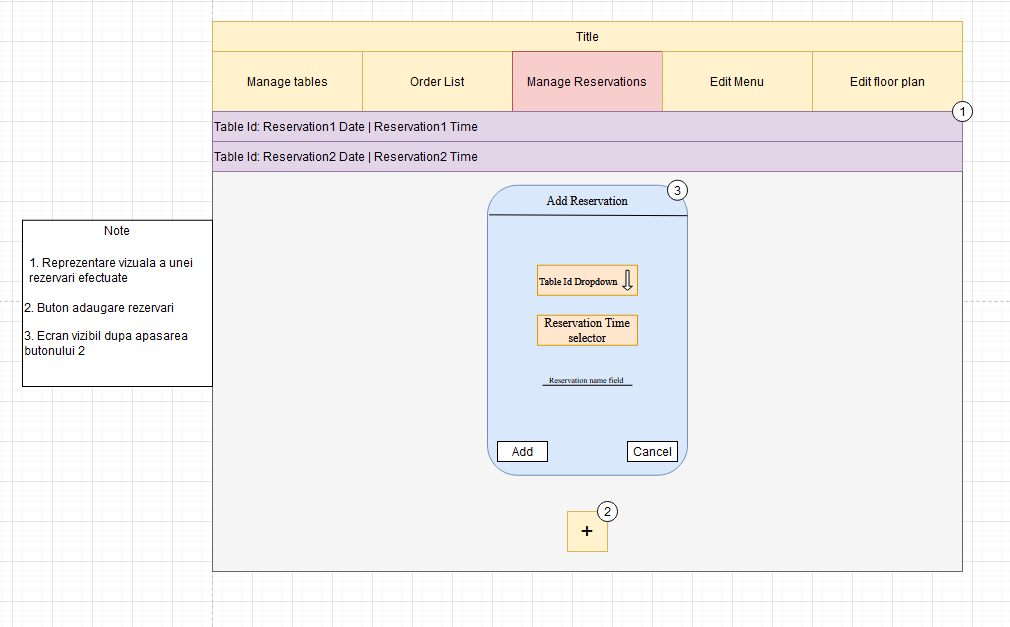 Title
Manage tables
Order List
Manage Reservations
Edit Menu
Edit floor plan
1
Table Id: Reservation1 Date | Reservation1 Time
Table Id: Reservation2 Date | Reservation2 Time
3
Add Reservation
Note
1. Reprezentare vizuala a unei
rezervari efectuate
2. Buton adaugare rezervari
3. Ecran vizibil dupa apasarea
butonului 2
Table Id Dropdown
Reservation Time
selector
Reservation name field
Add
Cancel
2
+